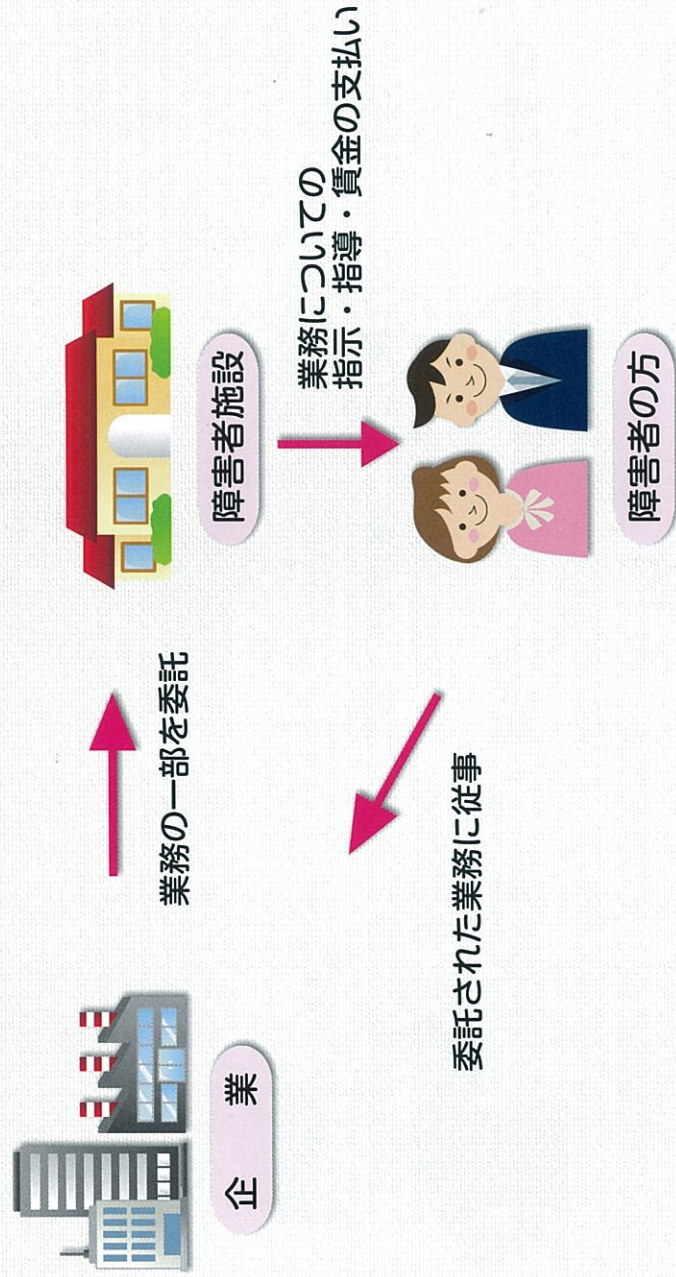 企　業
業務の一部を委託
障害者施設
業務についての
指示・指導・賃金の支払い
障害者の方
委託された業務に従事